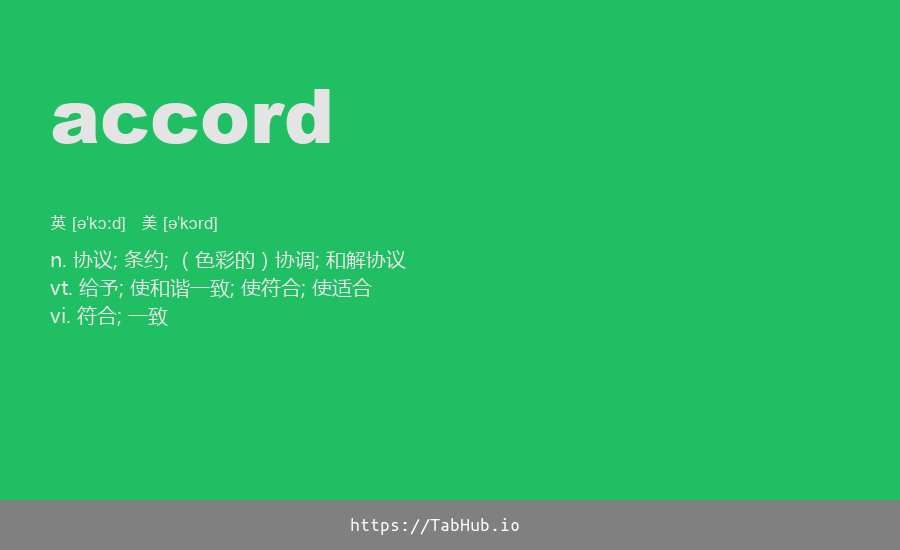 accord
英 [ə'kɔːd] 美 [ə'kɔrd]
n. 协议; 条约; （色彩的）协调; 和解协议
vt. 给予; 使和谐一致; 使符合; 使适合
vi. 符合; 一致
https://TabHub.io